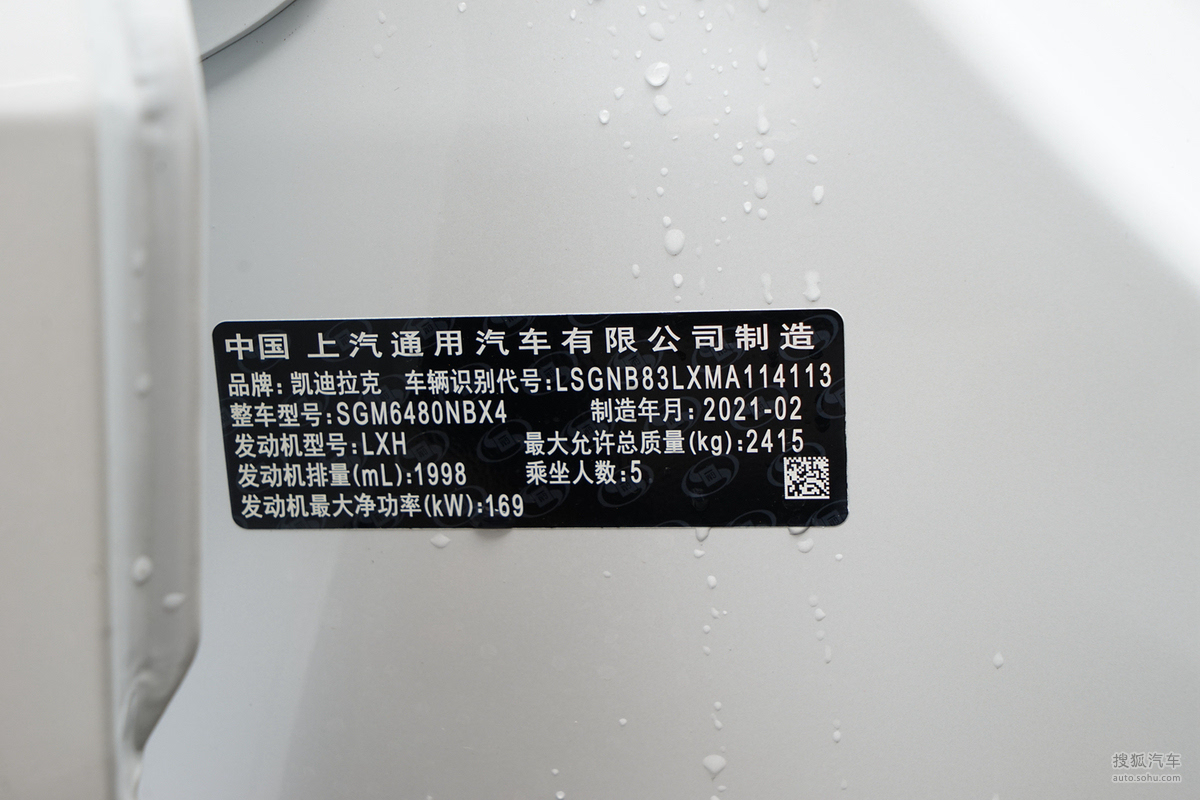 中国 上汽通用汽车有限公司制造
品牌: 凯迪拉克 车辆识别代号:LSGNB83LXMA114113
整车型号:SGM6480NBX4 制造年月: 2021-02
发动机型号:LXH 最大允许总质量(kg):2415
发动机排量(mL):1998 乘坐人数:5
发动机最大净功率(kW):169
搜狐汽车
auto.sohu.com